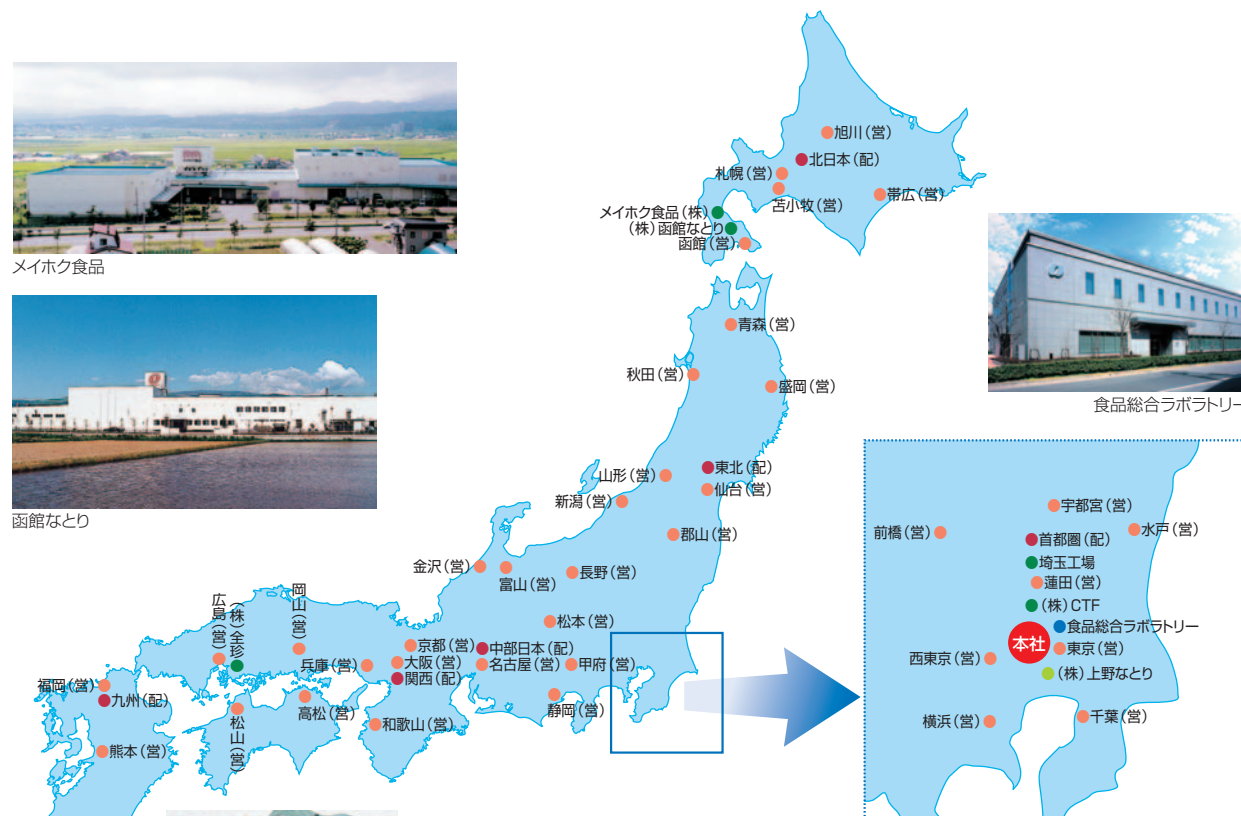 メイホク食品
函館なとり
食品総合ラボラトリー
旭川(営)
北日本(配)
札幌(営)
苫小牧(営)
帯広(営)
メイホク食品(株)
(株)函館なとり
函館(営)
青森(営)
秋田(営)
盛岡(営)
東北(配)
山形(営)
仙台(営)
新潟(営)
郡山(営)
金沢(営)
富山(営)
長野(営)
松本(営)
岡山(営)
(株)全珍
広島(営)
京都(営)
中部日本(配)
兵庫(営)
大阪(営)
名古屋(営)
甲府(営)
関西(配)
福岡(営)
九州(配)
高松(営)
静岡(営)
松山(営)
和歌山(営)
熊本(営)
宇都宮(営)
前橋(営)
水戸(営)
首都圏(配)
埼玉工場
蓮田(営)
(株)CTF
食品総合ラボラトリー
本社
東京(営)
西東京(営)
(株)上野なとり
横浜(営)
千葉(営)